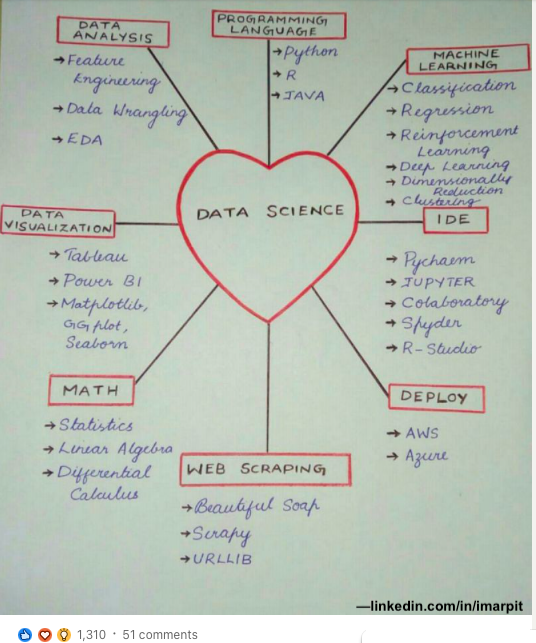 DATA
ANALYSIS
→ Feature
Engineering
→ Data Wrangling
→ EDA
PROGRAMMING
LANGUAGE
→ Python
→ R
→ JAVA
MACHINE
LEARNING
→ Classification
→ Regression
→ Reinforcement
Learning
→ Deep Learning
→ Dimensionally
Reduction
→ Clustering
DATA SCIENCE
DATA
VISUALIZATION
→ Tableau
→ Power BI
→ Matplotlib,
GG plot,
Seaborn
IDE
→ Pychaem
→ JUPYTER
→ Colaboratory
→ Spyder
→ R-Studio
MATH
→ Statistics
→ Linear Algebra
→ Differential
Calculus
WEB SCRAPING
→ Beautiful Soap
→ Scrapy
→ URLLIB
DEPLOY
→ AWS
→ Azure
—linkedin.com/in/imarpit
1,310 · 51 comments